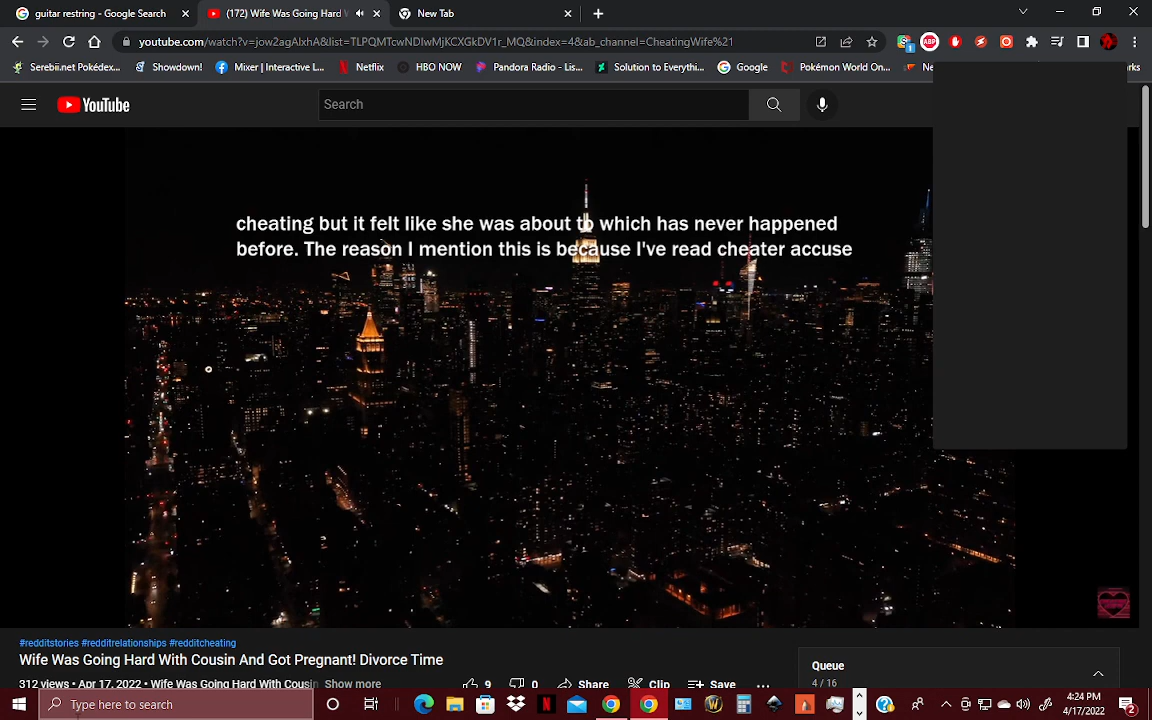 guitar restring - Google Search
(172) Wife Was Going Hard
New Tab
youtube.com/watch?v=jow2agAlxhA&list=TLPQMTcwNDIwMjKCXGkDV1r_MQ&index=4&ab_channel=CheatingWife%21
Serebii.net Pokédex...
Showdown!
Mixer | Interactive L...
Netflix
HBO NOW
Pandora Radio - Lis...
Solution to Everythi...
Google
Pokémon World On...
YouTube
Search
cheating but it felt like she was about to which has never happened
before. The reason I mention this is because I've read cheater accuse
#redditstories #redditrelationships #redditcheating
Wife Was Going Hard With Cousin And Got Pregnant! Divorce Time
312 views • Apr 17, 2022 • Wife Was Going Hard With Cousin
Show more
9
0
Share
Clip
Save
Queue
4 / 16
Type here to search
4:24 PM
4/17/2022
2